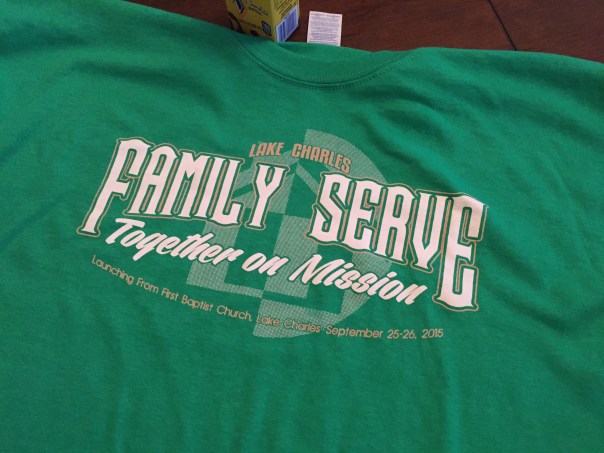 LAKE CHARLES
FAMILY SERVE
Together on Mission
Launching From First Baptist Church, Lake Charles September 25-26, 2015